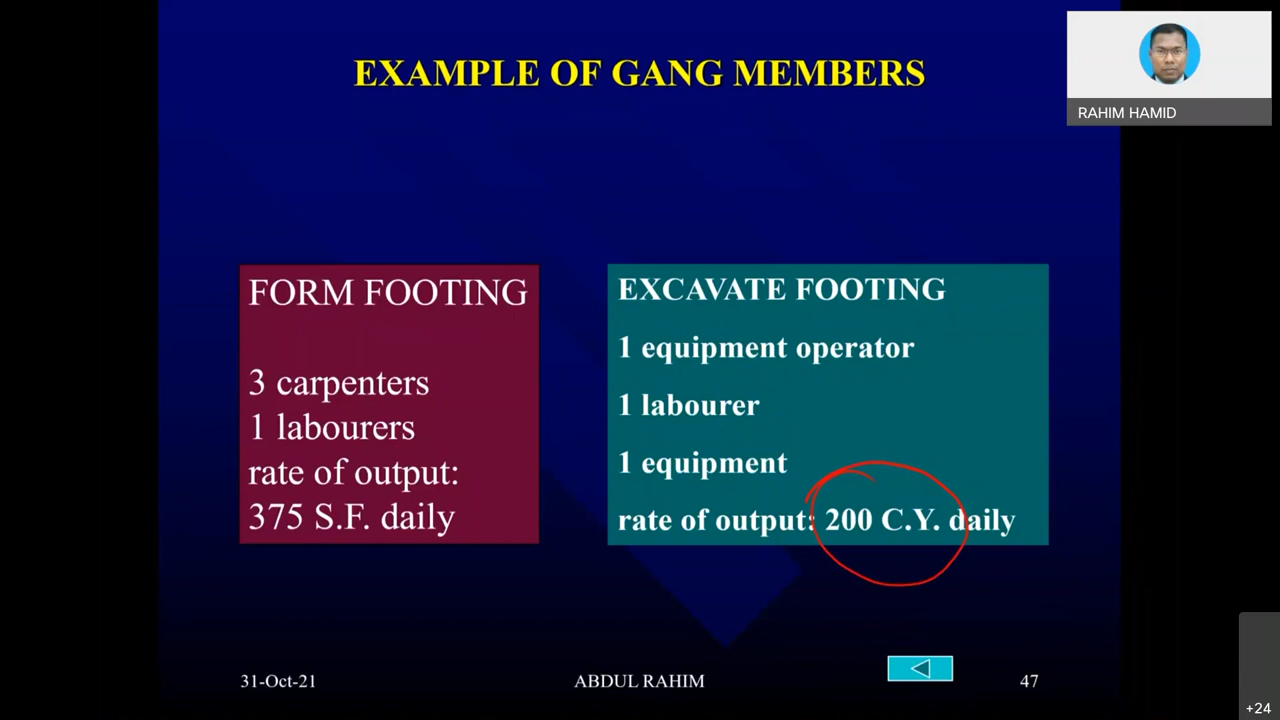 EXAMPLE OF GANG MEMBERS
RAHIM HAMID
FORM FOOTING
3 carpenters
1 labourers
rate of output:
375 S.F. daily
EXCAVATE FOOTING
1 equipment operator
1 labourer
1 equipment
rate of output: 200 C.Y. daily
31-Oct-21
ABDUL RAHIM
47
+24